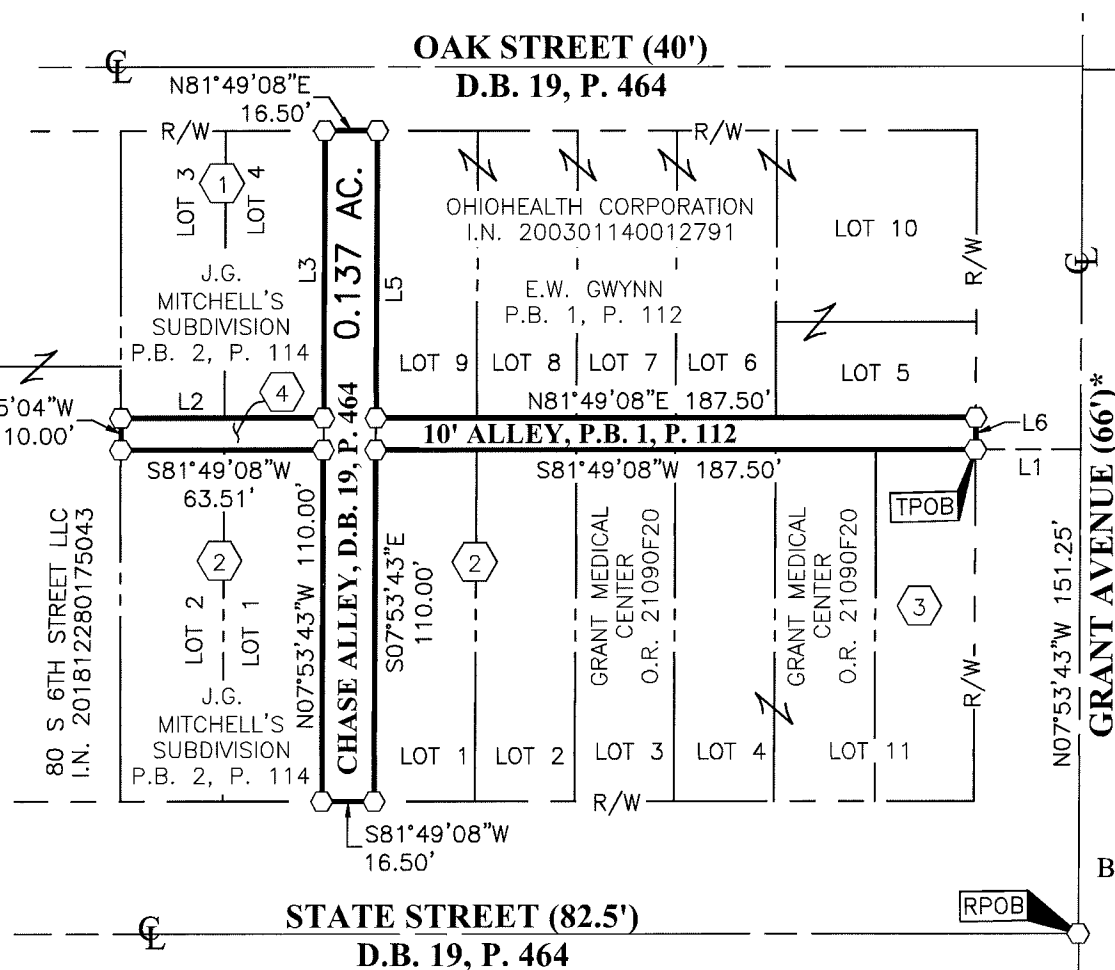 OAK STREET (40')
D.B. 19, P. 464
℄
N81°49'08"E
16.50'
R/W
R/W
LOT 3
1
LOT 4
0.137 AC.
L3
L5
OHIOHEALTH CORPORATION
I.N. 200301140012791
LOT 10
R/W
℄
J.G.
MITCHELL'S
SUBDIVISION
P.B. 2, P. 114
E.W. GWYNN
P.B. 1, P. 112
LOT 9
LOT 8
LOT 7
LOT 6
LOT 5
L2
4
N81°49'08"E 187.50'
5'04"W
10.00'
10' ALLEY, P.B. 1, P. 112
L6
L1
S81°49'08"W
63.51'
S81°49'08"W 187.50'
TPOB
GRANT AVENUE (66')*
N07°53'43"W 151.25'
80 S 6TH STREET LLC
I.N. 201812280175043
2
LOT 2
LOT 1
J.G.
MITCHELL'S
SUBDIVISION
P.B. 2, P. 114
N07°53'43"W 110.00'
CHASE ALLEY, D.B. 19, P. 464
S07°53'43"E
110.00'
2
GRANT MEDICAL
CENTER
O.R. 21090F20
GRANT MEDICAL
CENTER
O.R. 21090F20
3
R/W
LOT 1
LOT 2
LOT 3
LOT 4
LOT 11
R/W
S81°49'08"W
16.50'
B
RPOB
℄
STATE STREET (82.5')
D.B. 19, P. 464